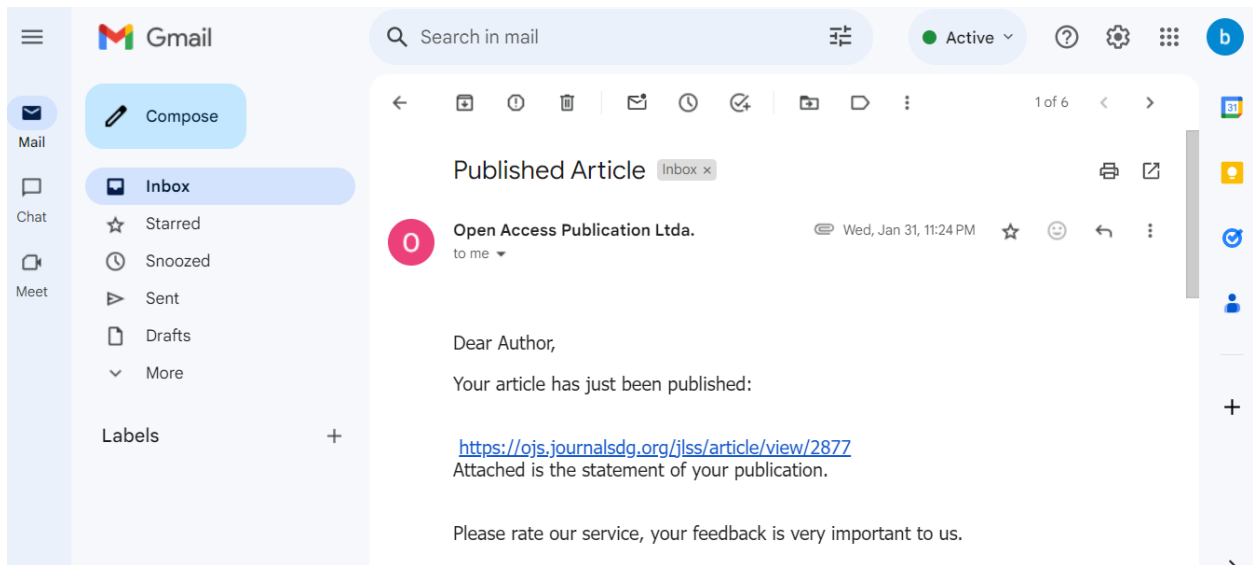 Gmail
Search in mail
Active
b
Compose
1 of 6
31
Mail
Published Article Inbox ×
Inbox
Chat
Starred
O
Open Access Publication Ltda.
Wed, Jan 31, 11:24 PM
to me
Snoozed
Meet
Sent
Drafts
Dear Author,
More
Your article has just been published:
Labels
https://ojs.journalsdg.org/jlss/article/view/2877
Attached is the statement of your publication.
Please rate our service, your feedback is very important to us.